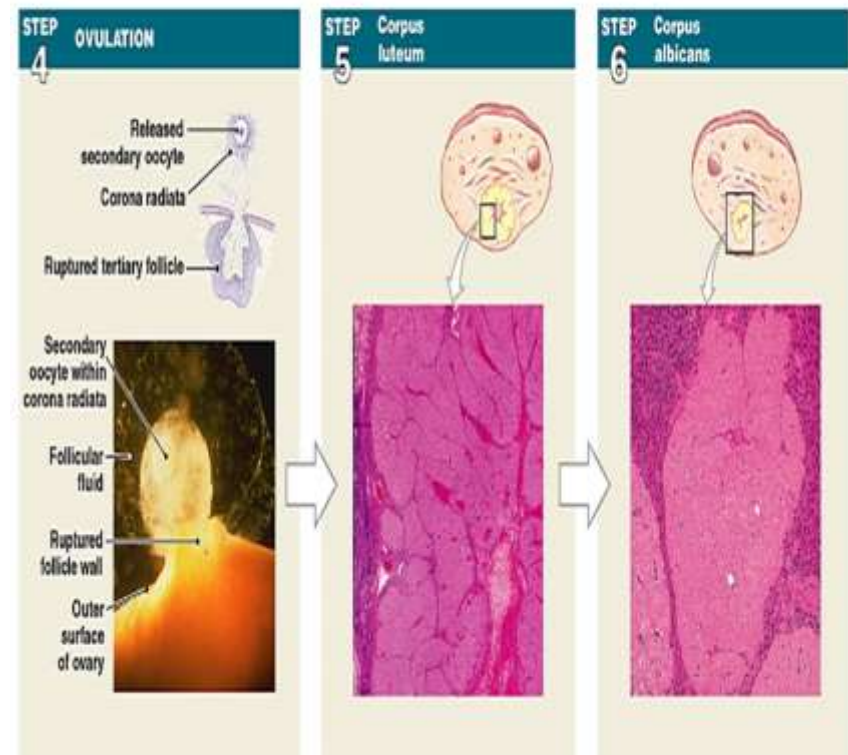 STEP
4
OVULATION
Released
secondary oocyte
Corona radiata
Ruptured tertiary follicle
Secondary
oocyte within
corona radiata
Follicular
fluid
Ruptured
follicle wall
Outer
surface
of ovary
STEP
5
Corpus
luteum
STEP
6
Corpus
albicans